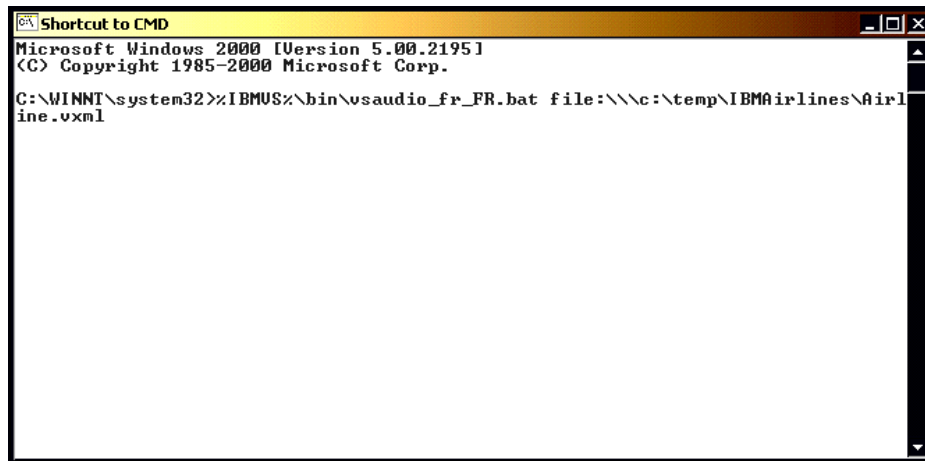 Shortcut to CMD
Microsoft Windows 2000 [Version 5.00.2195]
(C) Copyright 1985-2000 Microsoft Corp.
C:\WINNT\system32>%IBMVS%\bin\vsaudio_fr_FR.bat file:\\\c:\temp\IBMAirlines\Airl
ine.vxml